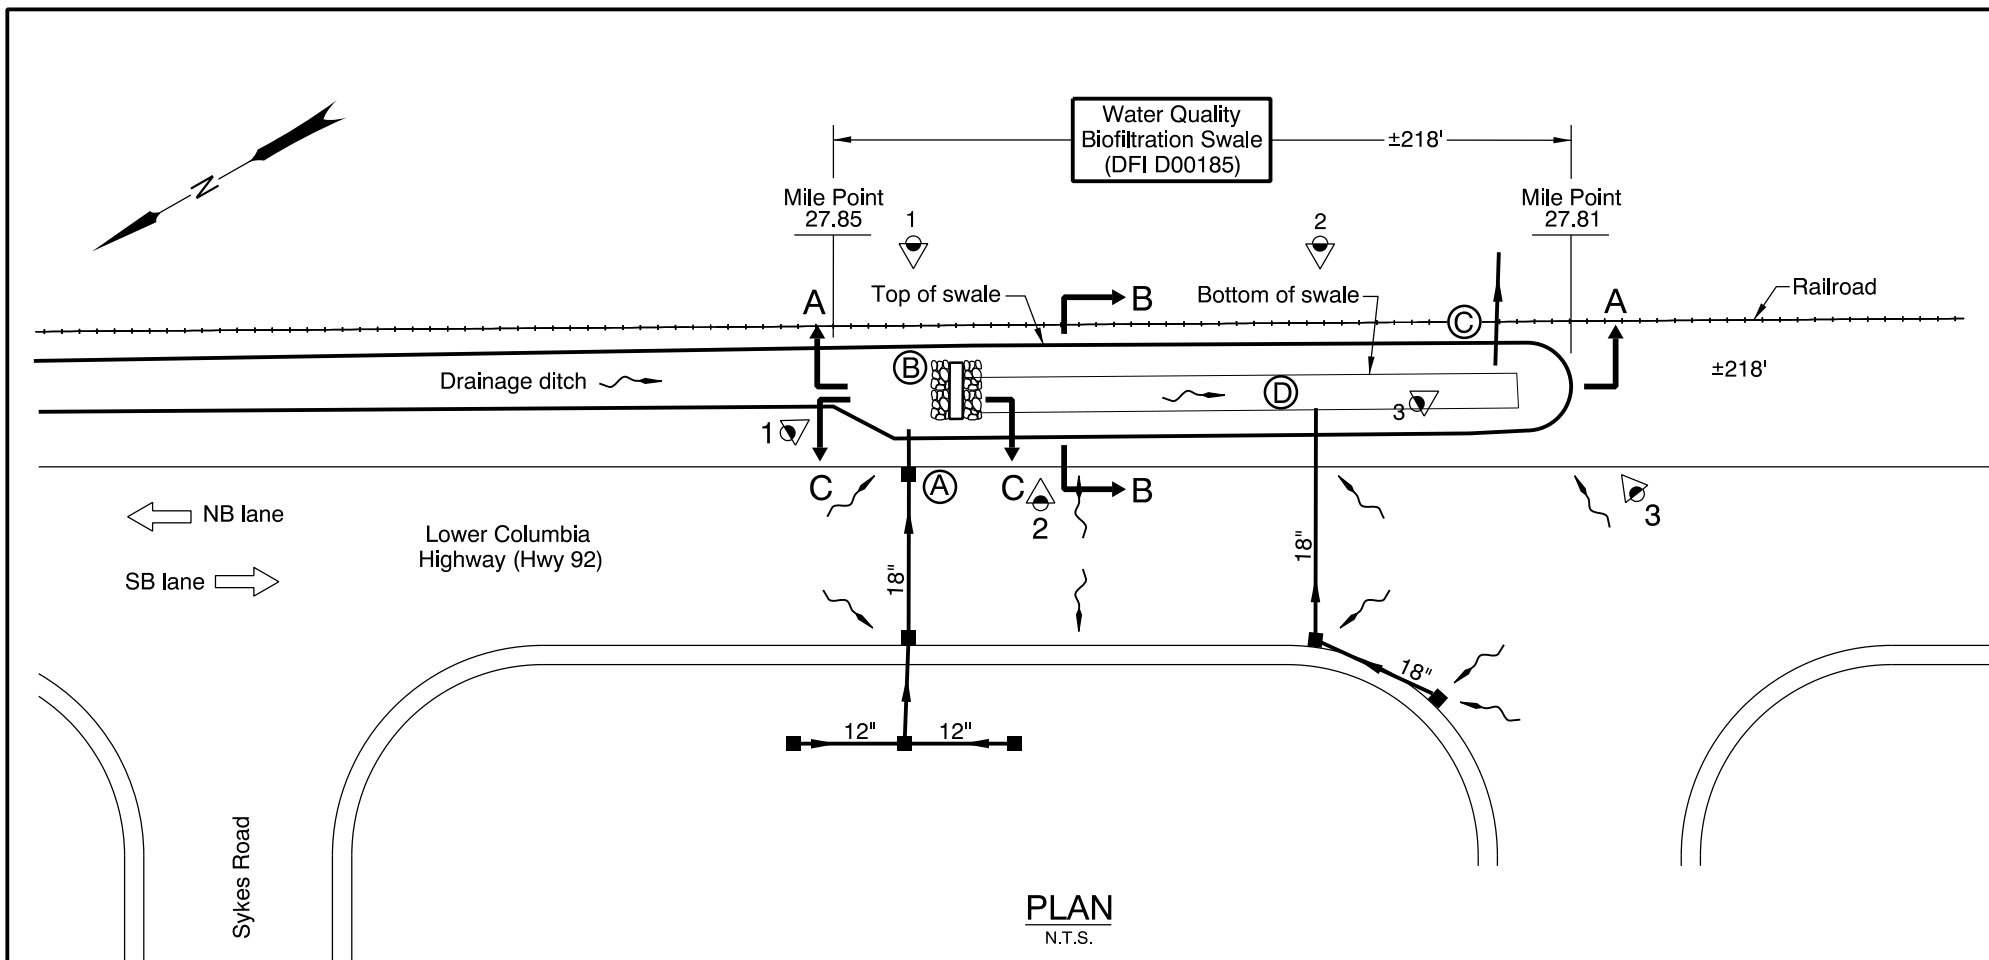 Water Quality
Biofiltration Swale
(DFI D00185)
±218'
Mile Point
27.85
1
2
Mile Point
27.81
N
A
Top of swale
B
Bottom of swale
C
A
Railroad
B
Drainage ditch
D
3
±218'
1
C
A
C
2
B
3
NB lane
Lower Columbia
Highway (Hwy 92)
SB lane
18"
18"
18"
12"
12"
Sykes Road
PLAN
N.T.S.